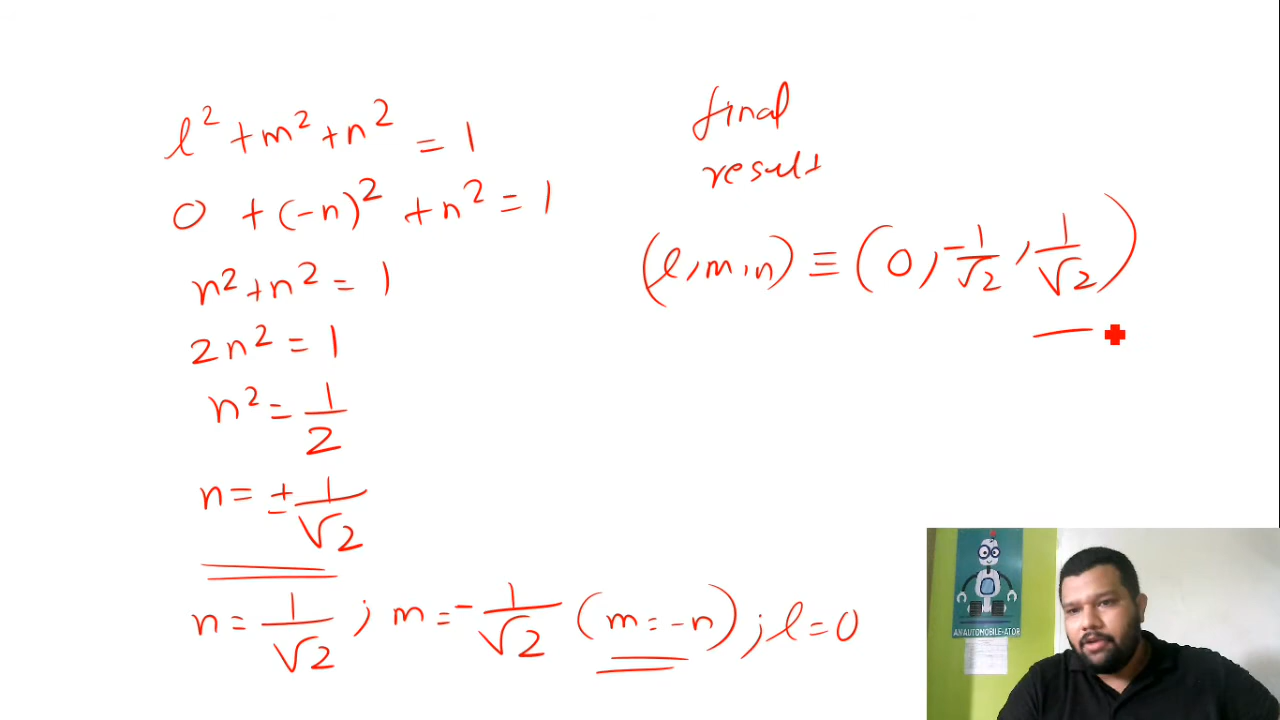 l² + m² + n² = 1
0 + (-n)² + n² = 1
n² + n² = 1
2n² = 1
n² = 1/2
n = ± 1/√2
n = 1/√2 ; m = - 1/√2 (m = -n) ; l = 0
final
result
(l, m, n) ≡ (0, -1/√2, 1/√2)
ANAUTOMOBILE-ATOR